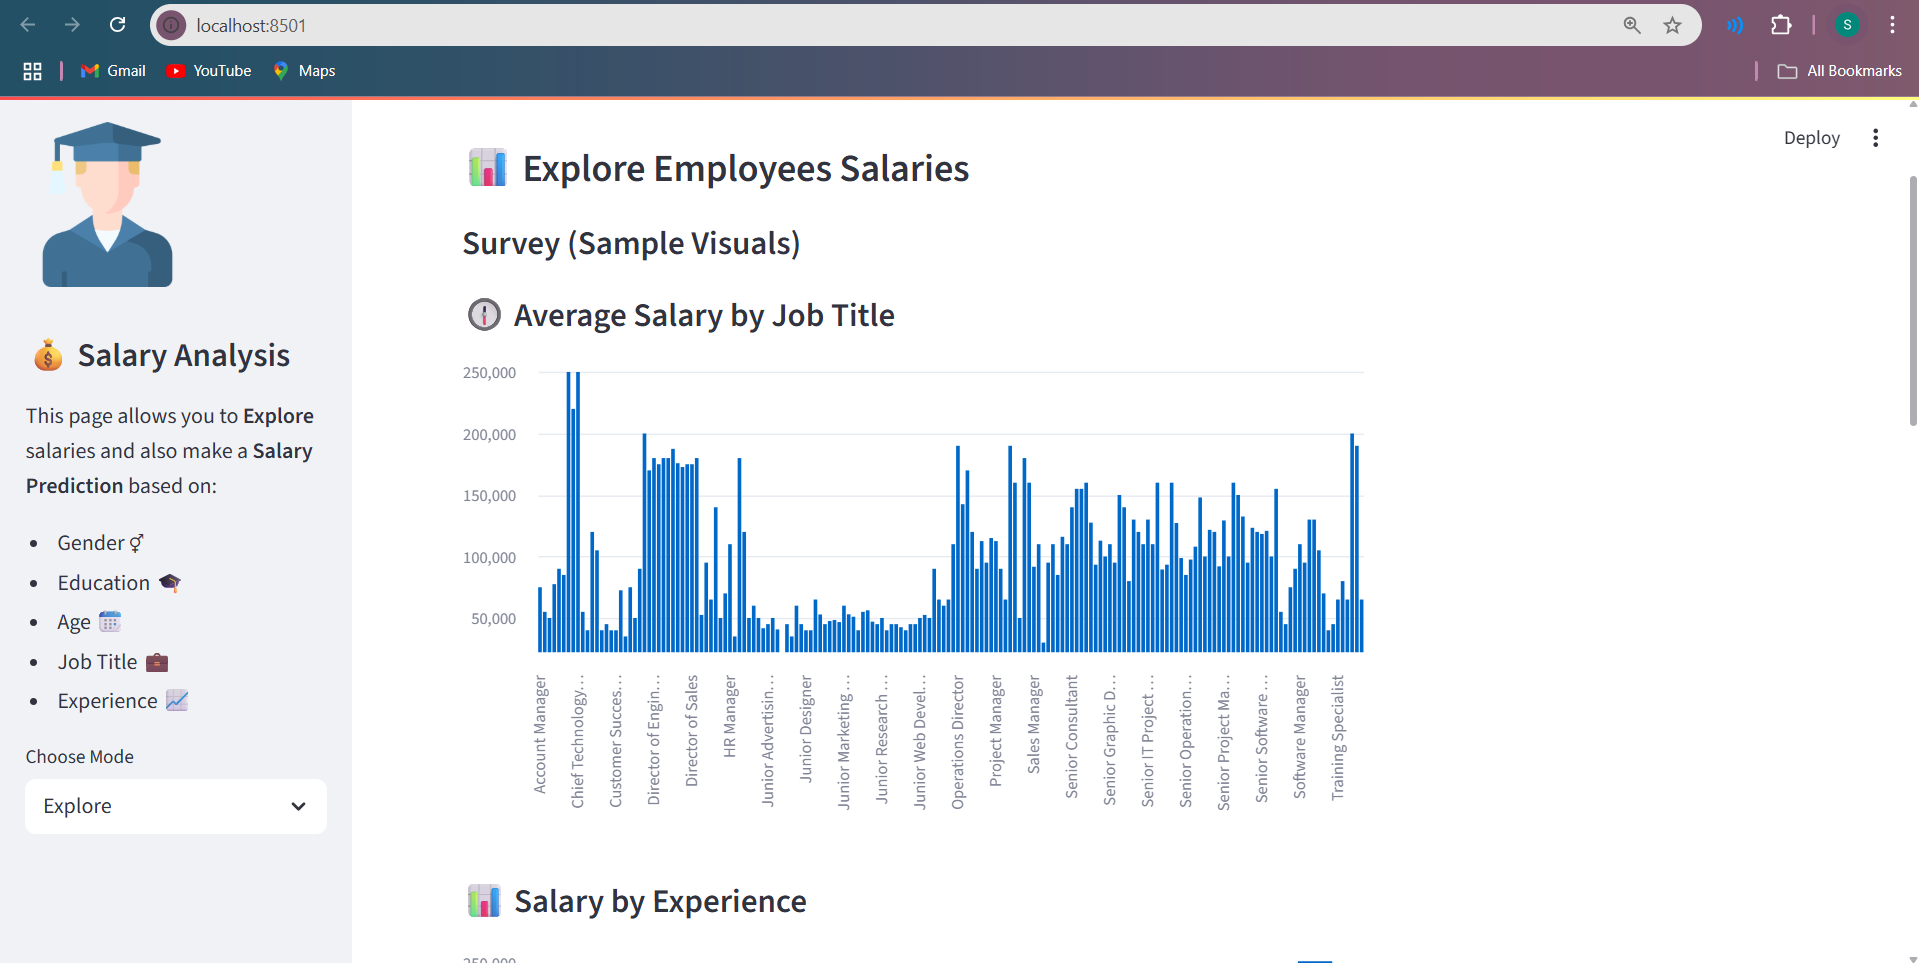 localhost:8501
S
Gmail
YouTube
Maps
All Bookmarks
Deploy
Salary Analysis
This page allows you to Explore
salaries and also make a Salary
Prediction based on:
Gender
Education
Age
Job Title
Experience
Choose Mode
Explore
Explore Employees Salaries
Survey (Sample Visuals)
Average Salary by Job Title
250,000
200,000
150,000
100,000
50,000
Account Manager
Chief Technology…
Customer Succes…
Director of Engin…
Director of Sales
HR Manager
Junior Advertisin…
Junior Designer
Junior Marketing …
Junior Research …
Junior Web Devel…
Operations Director
Project Manager
Sales Manager
Senior Consultant
Senior Graphic D…
Senior IT Project …
Senior Operation…
Senior Project Ma…
Senior Software …
Software Manager
Training Specialist
Salary by Experience
250,000